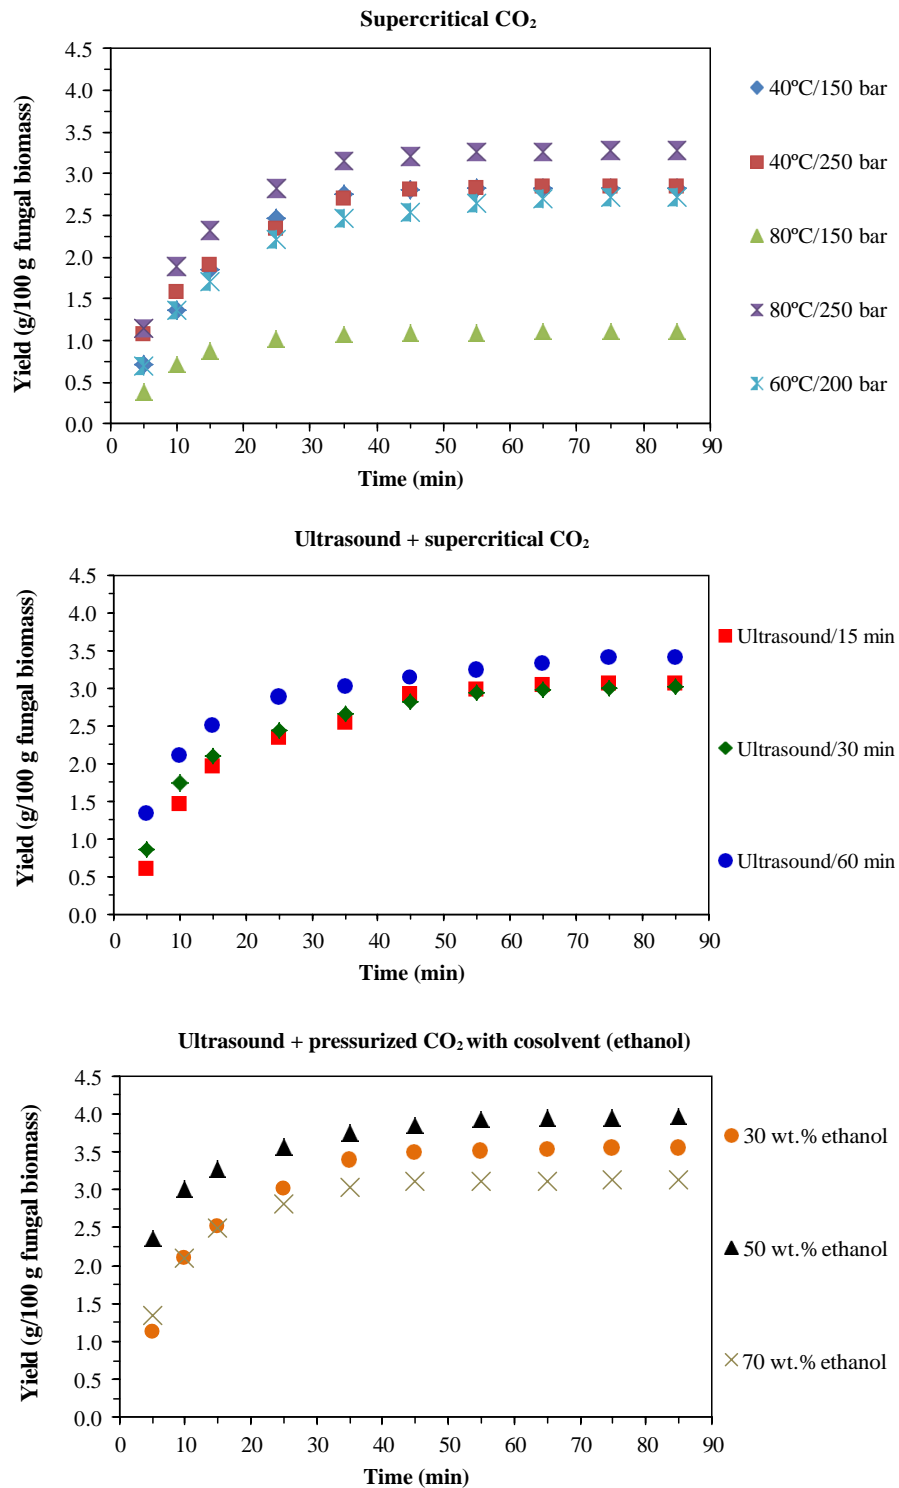 Supercritical CO₂
Yield (g/100 g fungal biomass)
4.5
4.0
3.5
3.0
2.5
2.0
1.5
1.0
0.5
0.0
0 10 20 30 40 50 60 70 80 90
Time (min)
40ºC/150 bar
40ºC/250 bar
80ºC/150 bar
80ºC/250 bar
60ºC/200 bar
Ultrasound + supercritical CO₂
Yield (g/100 g fungal biomass)
4.5
4.0
3.5
3.0
2.5
2.0
1.5
1.0
0.5
0.0
0 10 20 30 40 50 60 70 80 90
Time (min)
Ultrasound/15 min
Ultrasound/30 min
Ultrasound/60 min
Ultrasound + pressurized CO₂ with cosolvent (ethanol)
Yield (g/100 g fungal biomass)
4.5
4.0
3.5
3.0
2.5
2.0
1.5
1.0
0.5
0.0
0 10 20 30 40 50 60 70 80 90
Time (min)
30 wt.% ethanol
50 wt.% ethanol
70 wt.% ethanol